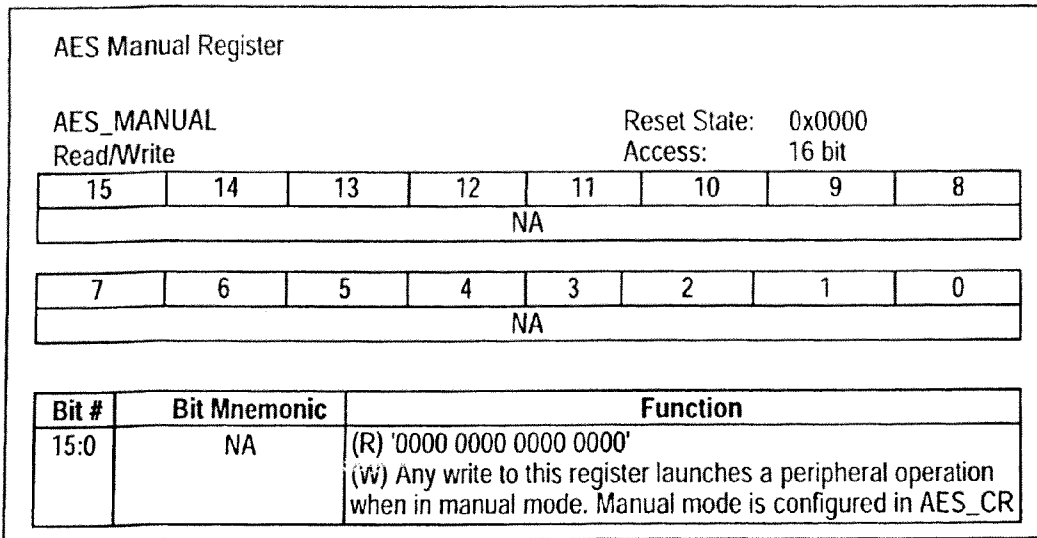 AES Manual Register
AES_MANUAL Reset State: 0x0000
Read/Write Access: 16 bit
15 14 13 12 11 10 9 8
NA
7 6 5 4 3 2 1 0
NA
Bit # Bit Mnemonic Function
15:0 NA (R) '0000 0000 0000 0000'
(W) Any write to this register launches a peripheral operation
when in manual mode. Manual mode is configured in AES_CR